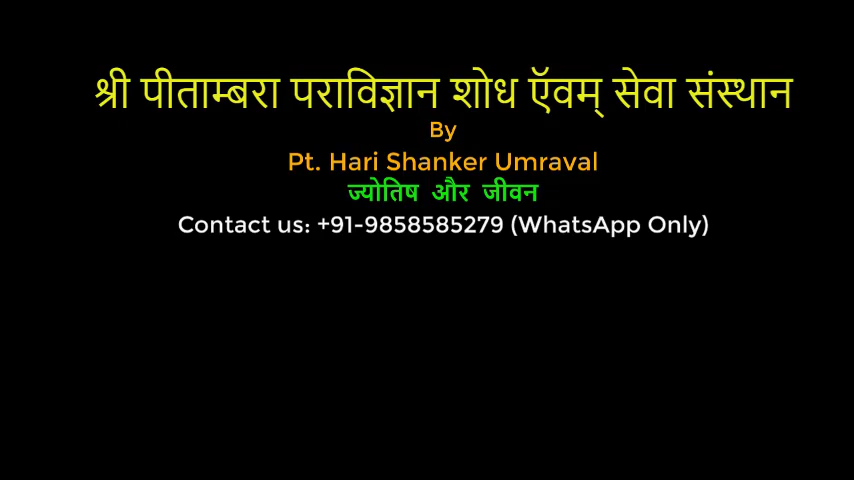 श्री पीताम्बरा पराविज्ञान शोध ऍवम् सेवा संस्थान
By
Pt. Hari Shanker Umraval
ज्योतिष और जीवन
Contact us: +91-9858585279 (WhatsApp Only)